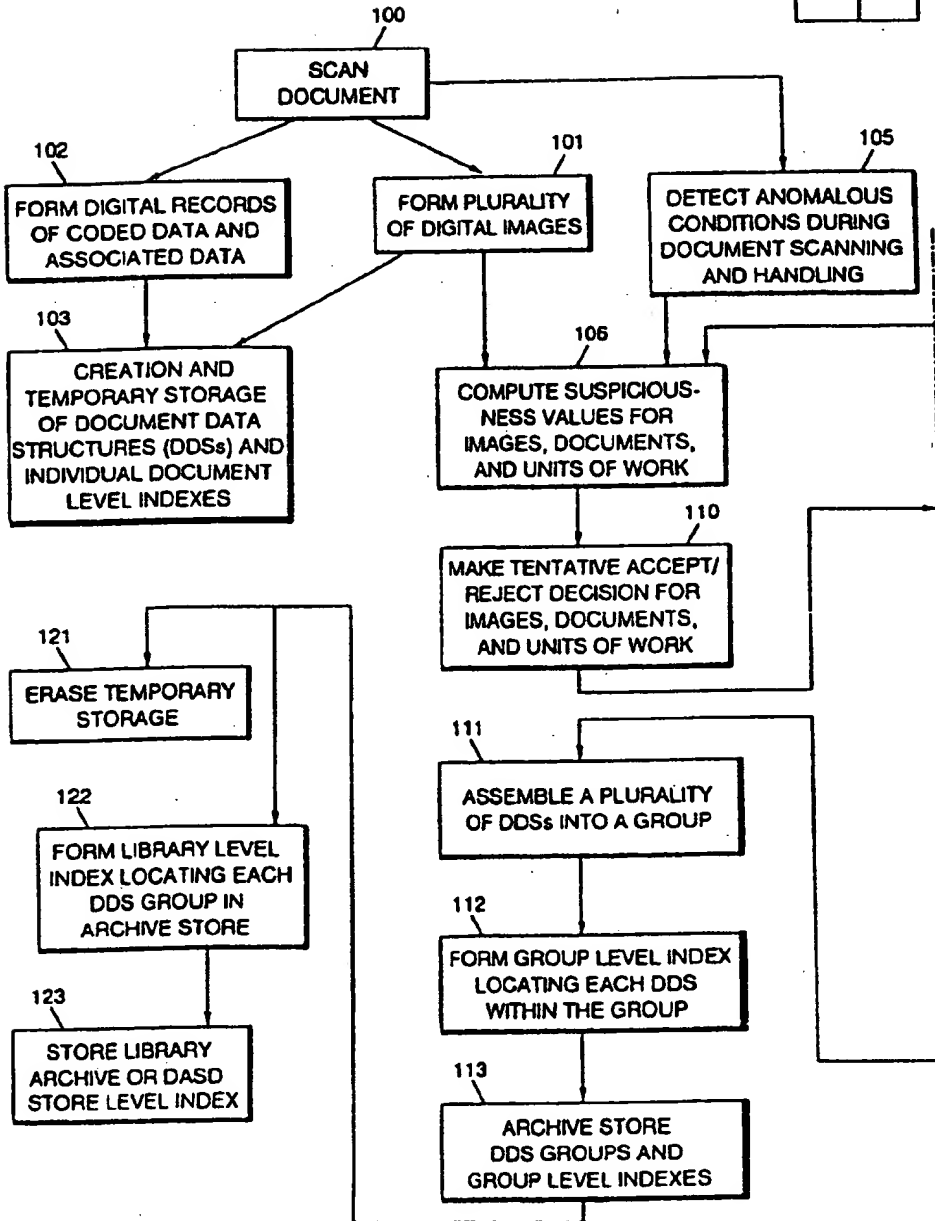 100
SCAN
DOCUMENT
102
FORM DIGITAL RECORDS
OF CODED DATA AND
ASSOCIATED DATA
101
FORM PLURALITY
OF DIGITAL IMAGES
105
DETECT ANOMALOUS
CONDITIONS DURING
DOCUMENT SCANNING
AND HANDLING
103
CREATION AND
TEMPORARY STORAGE
OF DOCUMENT DATA
STRUCTURES (DDSs) AND
INDIVIDUAL DOCUMENT
LEVEL INDEXES
106
COMPUTE SUSPICIOUS-
NESS VALUES FOR
IMAGES, DOCUMENTS,
AND UNITS OF WORK
110
MAKE TENTATIVE ACCEPT/
REJECT DECISION FOR
IMAGES, DOCUMENTS,
AND UNITS OF WORK
121
ERASE TEMPORARY
STORAGE
111
ASSEMBLE A PLURALITY
OF DDSs INTO A GROUP
122
FORM LIBRARY LEVEL
INDEX LOCATING EACH
DDS GROUP IN
ARCHIVE STORE
112
FORM GROUP LEVEL INDEX
LOCATING EACH DDS
WITHIN THE GROUP
123
STORE LIBRARY
ARCHIVE OR DASD
STORE LEVEL INDEX
113
ARCHIVE STORE
DDS GROUPS AND
GROUP LEVEL INDEXES